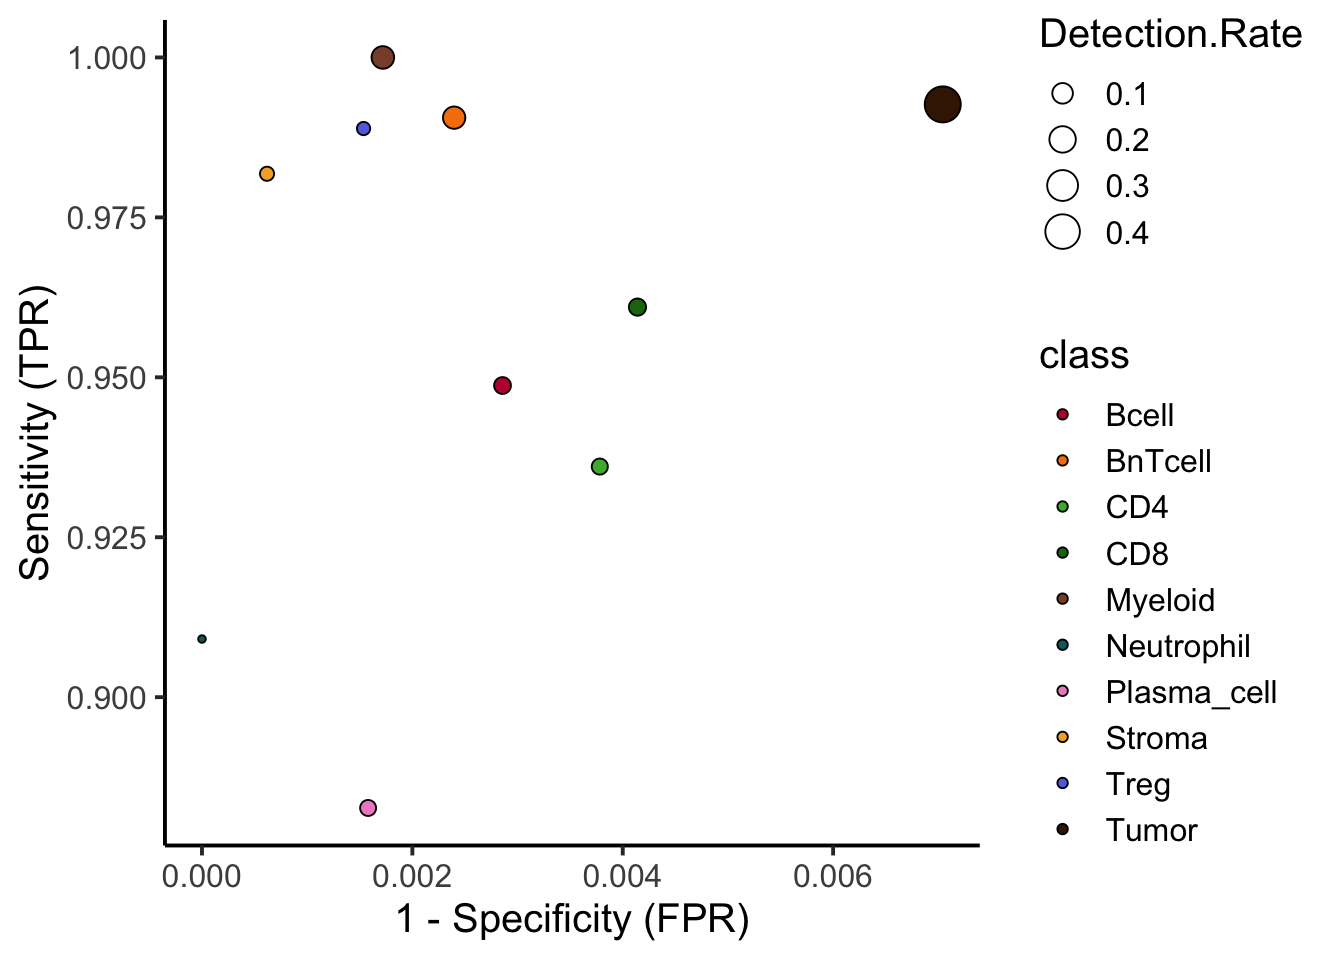 1.000
0.975
0.950
0.925
0.900
Sensitivity (TPR)
0.000
0.002
0.004
0.006
1 - Specificity (FPR)
Detection.Rate
0.1
0.2
0.3
0.4
class
Bcell
BnTcell
CD4
CD8
Myeloid
Neutrophil
Plasma_cell
Stroma
Treg
Tumor